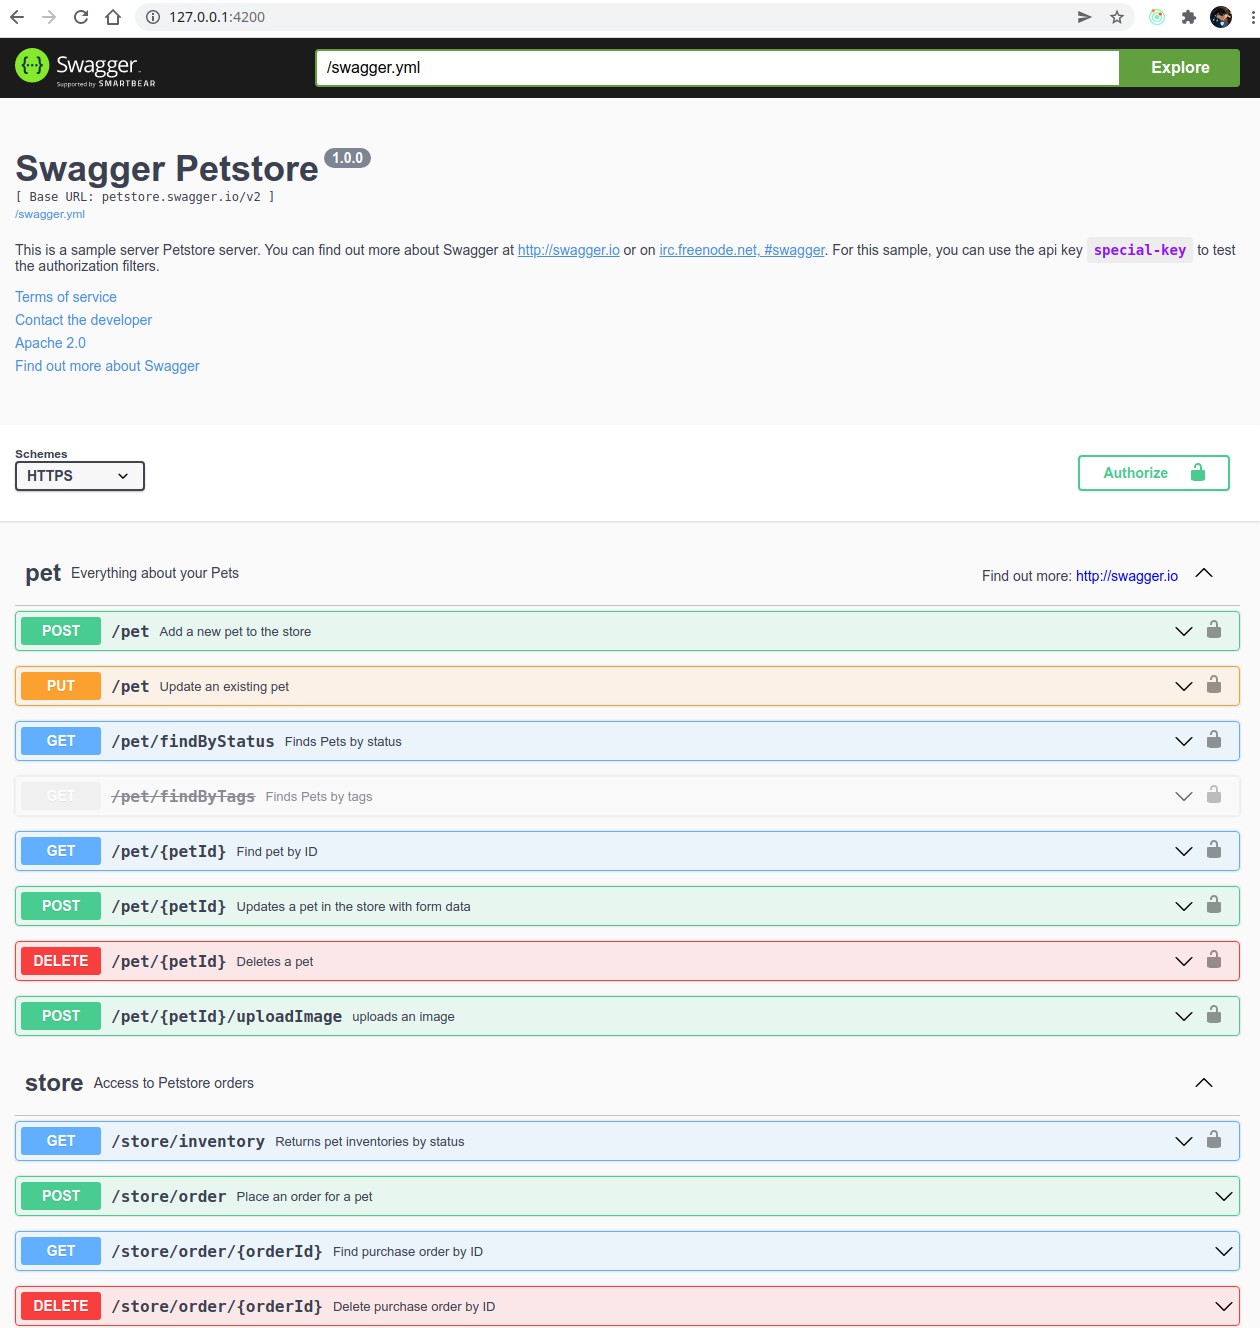 127.0.0.1:4200
Swagger
Supported by SMARTBEAR
/swagger.yml
Explore
Swagger Petstore 1.0.0
[ Base URL: petstore.swagger.io/v2 ]
/swagger.yml
This is a sample server Petstore server. You can find out more about Swagger at http://swagger.io or on irc.freenode.net, #swagger. For this sample, you can use the api key special-key to test
the authorization filters.
Terms of service
Contact the developer
Apache 2.0
Find out more about Swagger
Schemes
HTTPS
Authorize
pet Everything about your Pets
Find out more: http://swagger.io
POST /pet Add a new pet to the store
PUT /pet Update an existing pet
GET /pet/findByStatus Finds Pets by status
GET /pet/findByTags Finds Pets by tags
GET /pet/{petId} Find pet by ID
POST /pet/{petId} Updates a pet in the store with form data
DELETE /pet/{petId} Deletes a pet
POST /pet/{petId}/uploadImage uploads an image
store Access to Petstore orders
GET /store/inventory Returns pet inventories by status
POST /store/order Place an order for a pet
GET /store/order/{orderId} Find purchase order by ID
DELETE /store/order/{orderId} Delete purchase order by ID